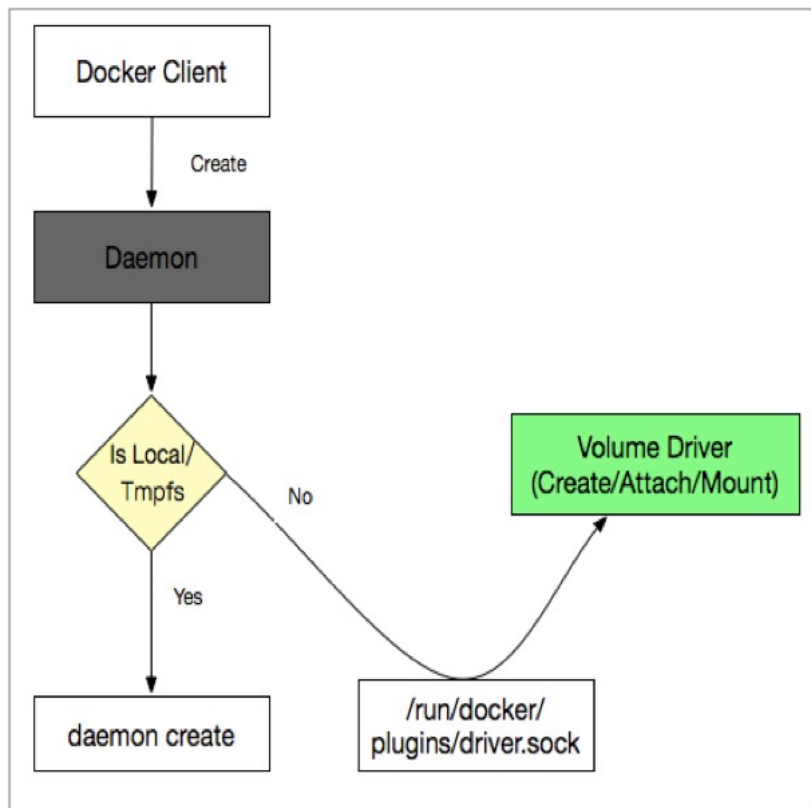 Docker Client
Create
Daemon
Is Local/
Tmpfs
No
Volume Driver
(Create/Attach/Mount)
Yes
daemon create
/run/docker/
plugins/driver.sock